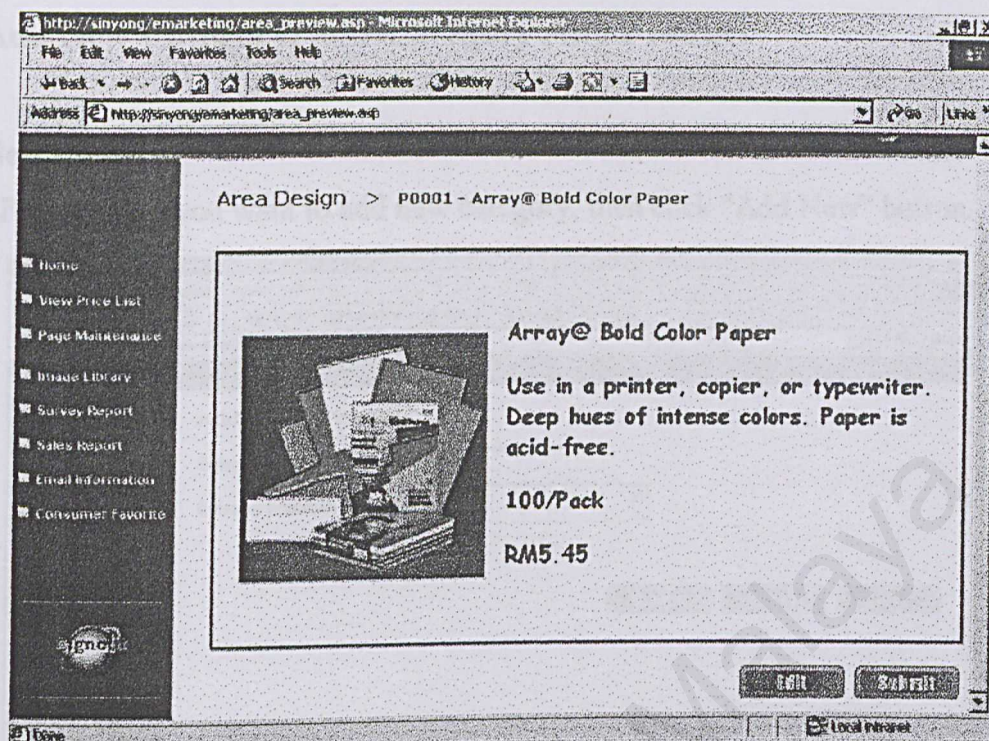 http://sinyong/emarketing/area_preview.asp - Microsoft Internet Explorer
File Edit View Favorites Tools Help
Back Search Favorites History
Address http://sinyong/emarketing/area_preview.asp Go Links
Area Design > P0001 - Array@ Bold Color Paper
Home
View Price List
Page Maintenance
Image Library
Survey Report
Sales Report
Email Information
Consumer Favorite
Array@ Bold Color Paper
Use in a printer, copier, or typewriter.
Deep hues of intense colors. Paper is
acid-free.
100/Pack
RM5.45
Edit Submit
Done Local intranet
Malaya